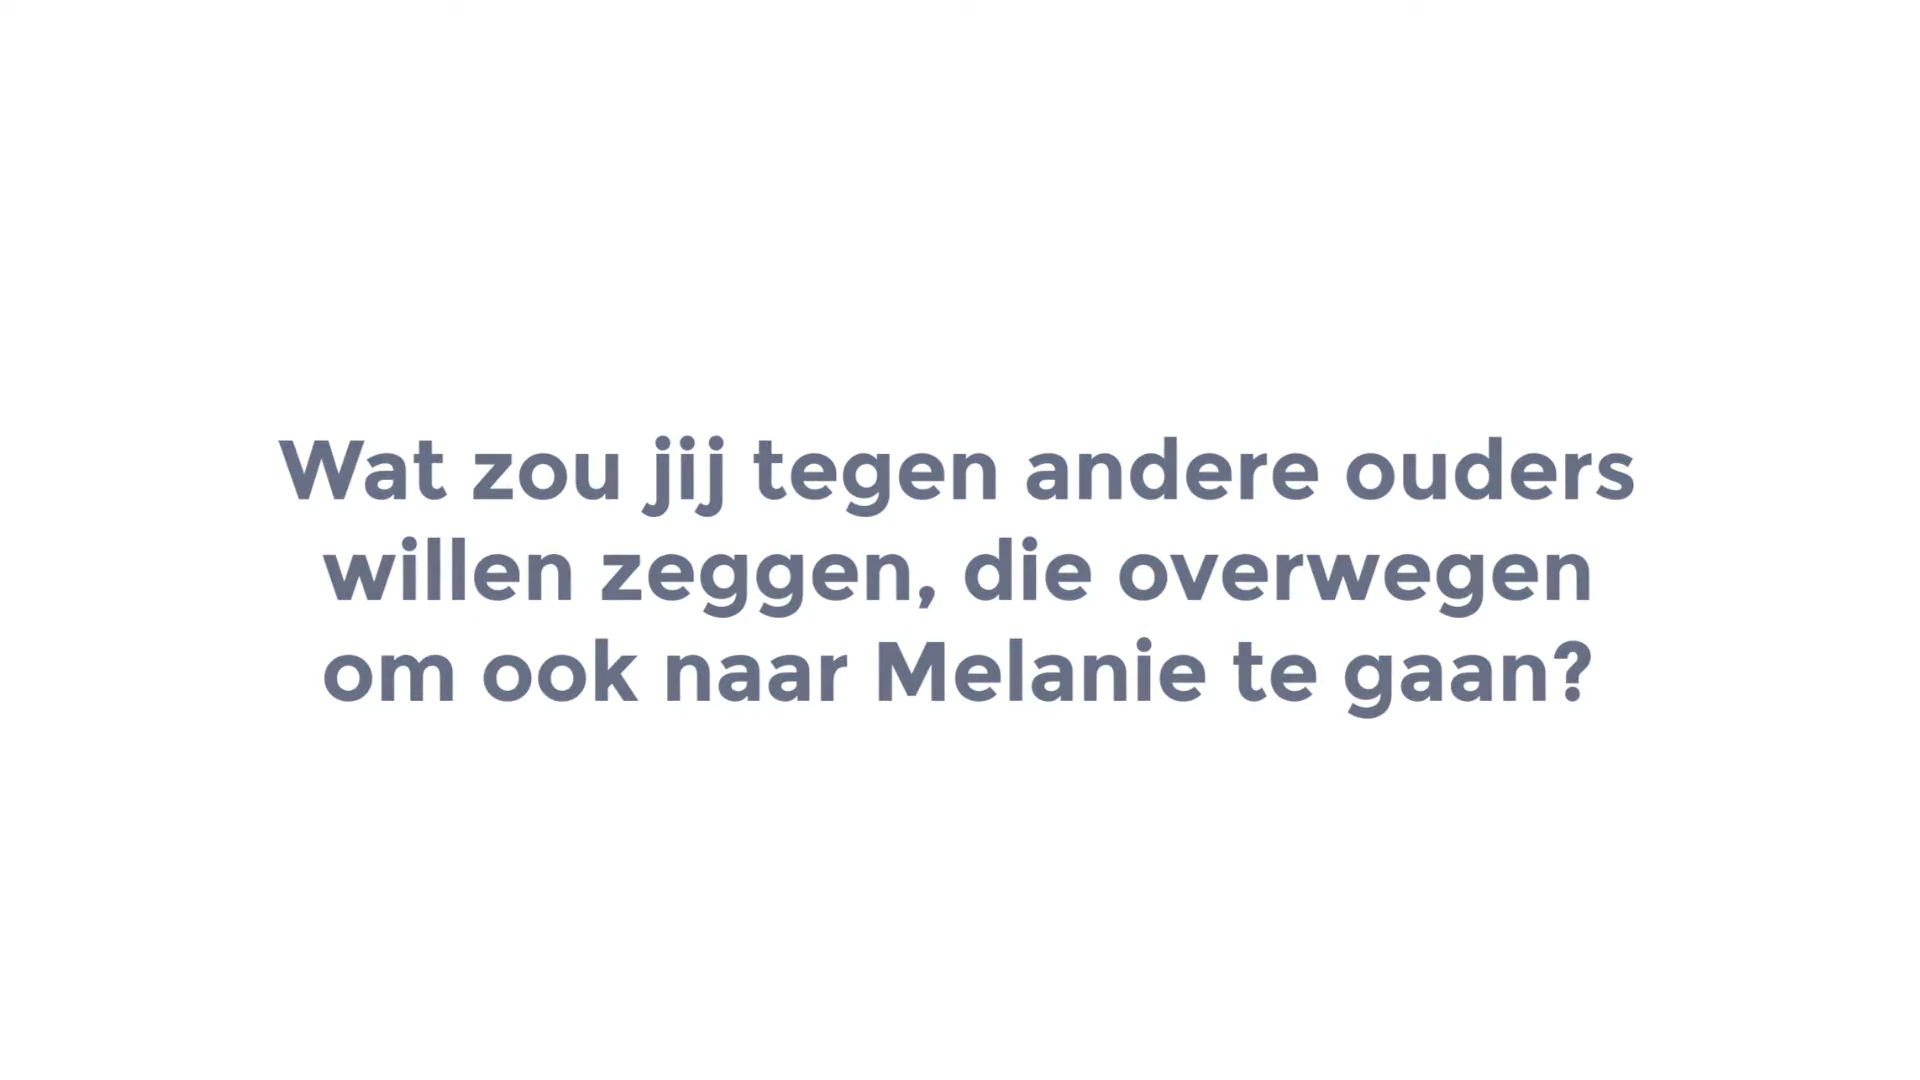 Wat zou jij tegen andere ouders
willen zeggen, die overwegen
om ook naar Melanie te gaan?